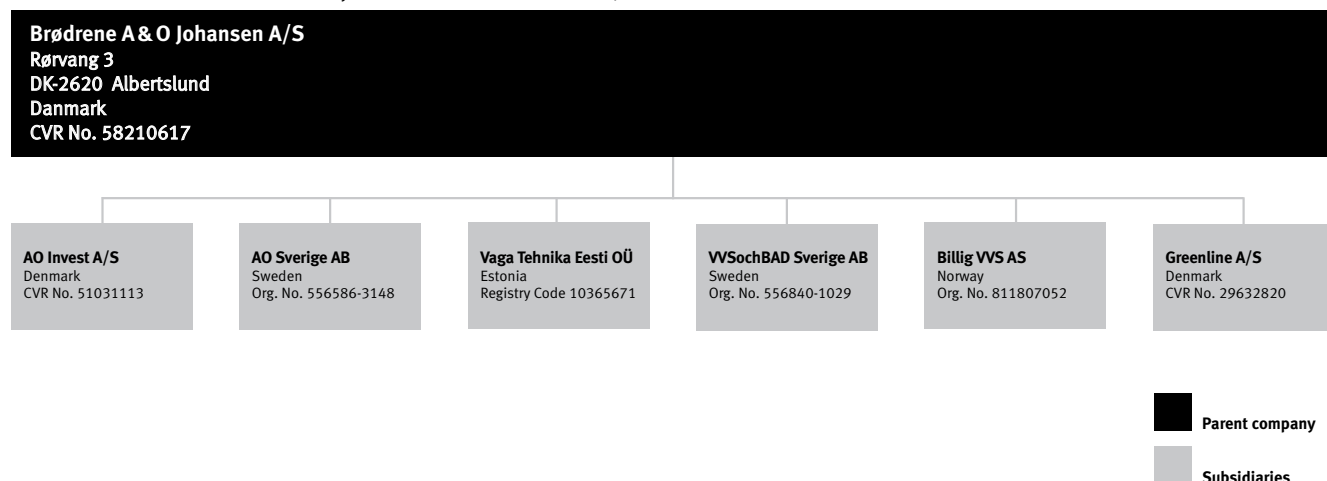 Brødrene A & O Johansen A/S
Rørvang 3
DK-2620 Albertslund
Danmark
CVR No. 58210617
AO Invest A/S
Denmark
CVR No. 51031113
AO Sverige AB
Sweden
Org. No. 556586-3148
Vaga Tehnika Eesti OÜ
Estonia
Registry Code 10365671
VVSochBAD Sverige AB
Sweden
Org. No. 556840-1029
Billig VVS AS
Norway
Org. No. 811807052
Greenline A/S
Denmark
CVR No. 29632820
Parent company
Subsidiaries